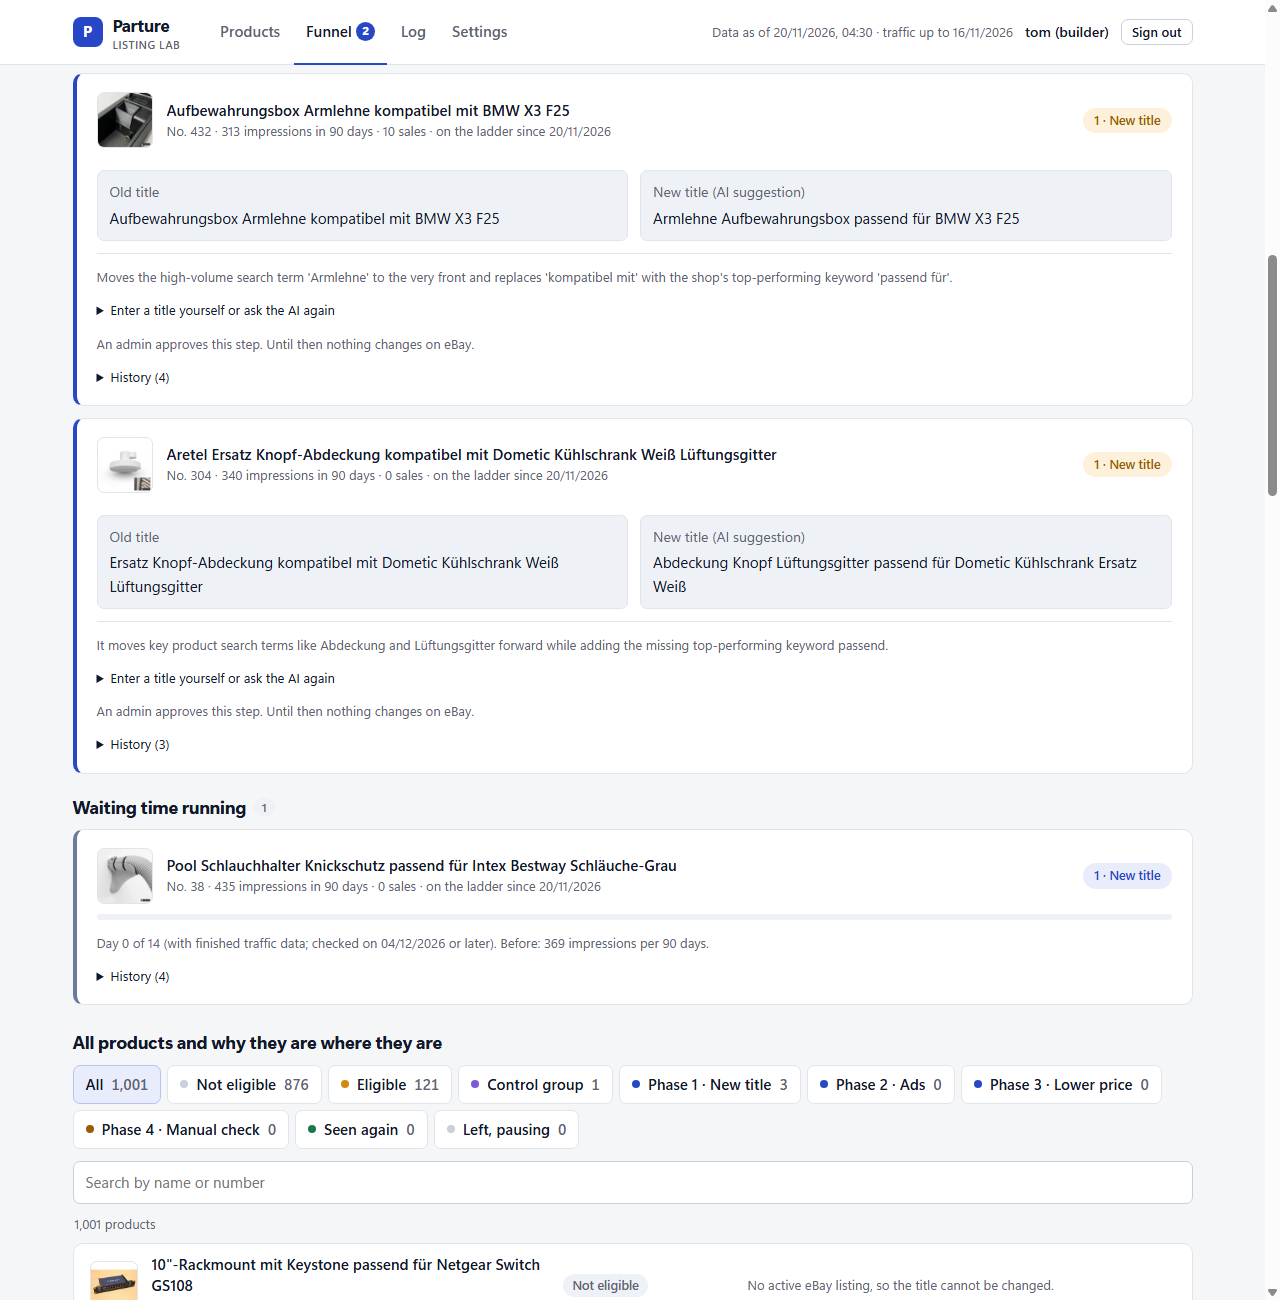 P
Parture
LISTING LAB
Products
Funnel 2
Log
Settings
Data as of 20/11/2026, 04:30 · traffic up to 16/11/2026
tom (builder)
Sign out
Aufbewahrungsbox Armlehne kompatibel mit BMW X3 F25
No. 432 · 313 impressions in 90 days · 10 sales · on the ladder since 20/11/2026
1 · New title
Old title
Aufbewahrungsbox Armlehne kompatibel mit BMW X3 F25
New title (AI suggestion)
Armlehne Aufbewahrungsbox passend für BMW X3 F25
Moves the high-volume search term 'Armlehne' to the very front and replaces 'kompatibel mit' with the shop's top-performing keyword 'passend für'.
Enter a title yourself or ask the AI again
An admin approves this step. Until then nothing changes on eBay.
History (4)
Aretel Ersatz Knopf-Abdeckung kompatibel mit Dometic Kühlschrank Weiß Lüftungsgitter
No. 304 · 340 impressions in 90 days · 0 sales · on the ladder since 20/11/2026
1 · New title
Old title
Ersatz Knopf-Abdeckung kompatibel mit Dometic Kühlschrank Weiß
Lüftungsgitter
New title (AI suggestion)
Abdeckung Knopf Lüftungsgitter passend für Dometic Kühlschrank Ersatz
Weiß
It moves key product search terms like Abdeckung and Lüftungsgitter forward while adding the missing top-performing keyword passend.
Enter a title yourself or ask the AI again
An admin approves this step. Until then nothing changes on eBay.
History (3)
Waiting time running 1
Pool Schlauchhalter Knickschutz passend für Intex Bestway Schläuche-Grau
No. 38 · 435 impressions in 90 days · 0 sales · on the ladder since 20/11/2026
1 · New title
Day 0 of 14 (with finished traffic data; checked on 04/12/2026 or later). Before: 369 impressions per 90 days.
History (4)
All products and why they are where they are
All 1,001
Not eligible 876
Eligible 121
Control group 1
Phase 1 · New title 3
Phase 2 · Ads 0
Phase 3 · Lower price 0
Phase 4 · Manual check 0
Seen again 0
Left, pausing 0
Search by name or number
1,001 products
10"-Rackmount mit Keystone passend für Netgear Switch
GS108
Not eligible
No active eBay listing, so the title cannot be changed.